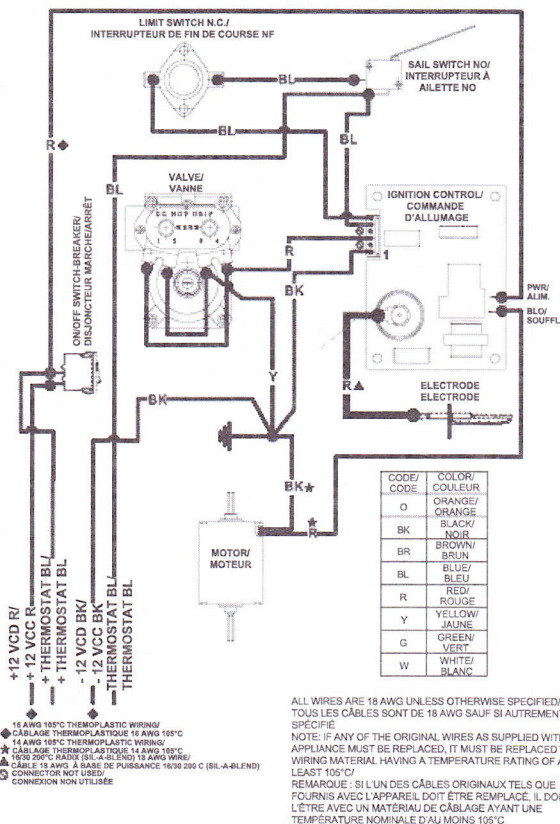 LIMIT SWITCH N.C./
INTERRUPTEUR DE FIN DE COURSE NF
SAIL SWITCH NO/
INTERRUPTEUR À
AILETTE NO
BL
BL
BL
R
BL
VALVE/
VANNE
DO NOT USE
IGNITION CONTROL/
COMMANDE
D'ALLUMAGE
1
R
BK
PWR/
ALIM.
BLO/
SOUFFL
ON/OFF SWITCH-BREAKER/
DISJONCTEUR MARCHE/ARRÊT
R
ELECTRODE
ELECTRODE
Y
BK
BK
R
MOTOR/
MOTEUR
CODE/
CODE
COLOR/
COULEUR
O
ORANGE/
ORANGE
BK
BLACK/
NOIR
BR
BROWN/
BRUN
BL
BLUE/
BLEU
R
RED/
ROUGE
Y
YELLOW/
JAUNE
G
GREEN/
VERT
W
WHITE/
BLANC
+12 VCD R/
+ 12 VCC R
+ THERMOSTAT BL/
+ THERMOSTAT BL
- 12 VCD BK/
- 12 VCC BK
THERMOSTAT BL/
THERMOSTAT BL
16 AWG 105°C THEMOPLASTIC WIRING/
CÂBLAGE THERMOPLASTIQUE 16 AWG 105°C
14 AWG 105°C THERMOPLASTIC WIRING/
CÂBLAGE THERMOPLASTIQUE 14 AWG 105°C
16/30 200°C RADIX (SIL-A-BLEND) 18 AWG WIRE/
CÂBLE 18 AWG À BASE DE PUISSANCE 16/30 200 C (SIL-A-BLEND)
CONNECTOR NOT USED/
CONNEXION NON UTILISÉE
ALL WIRES ARE 18 AWG UNLESS OTHERWISE SPECIFIED/
TOUS LES CÂBLES SONT DE 18 AWG SAUF SI AUTREMENT
SPÉCIFIÉ
NOTE: IF ANY OF THE ORIGINAL WIRES AS SUPPLIED WITH
APPLIANCE MUST BE REPLACED, IT MUST BE REPLACED
WIRING MATERIAL HAVING A TEMPERATURE RATING OF A
LEAST 105°C/
REMARQUE : SI L'UN DES CÂBLES ORIGINAUX TELS QUE
FOURNIS AVEC L'APPAREIL DOIT ÊTRE REMPLACÉ, IL DOI
L'ÊTRE AVEC UN MATÉRIAU DE CÂBLAGE AYANT UNE
TEMPÉRATURE NOMINALE D'AU MOINS 105°C